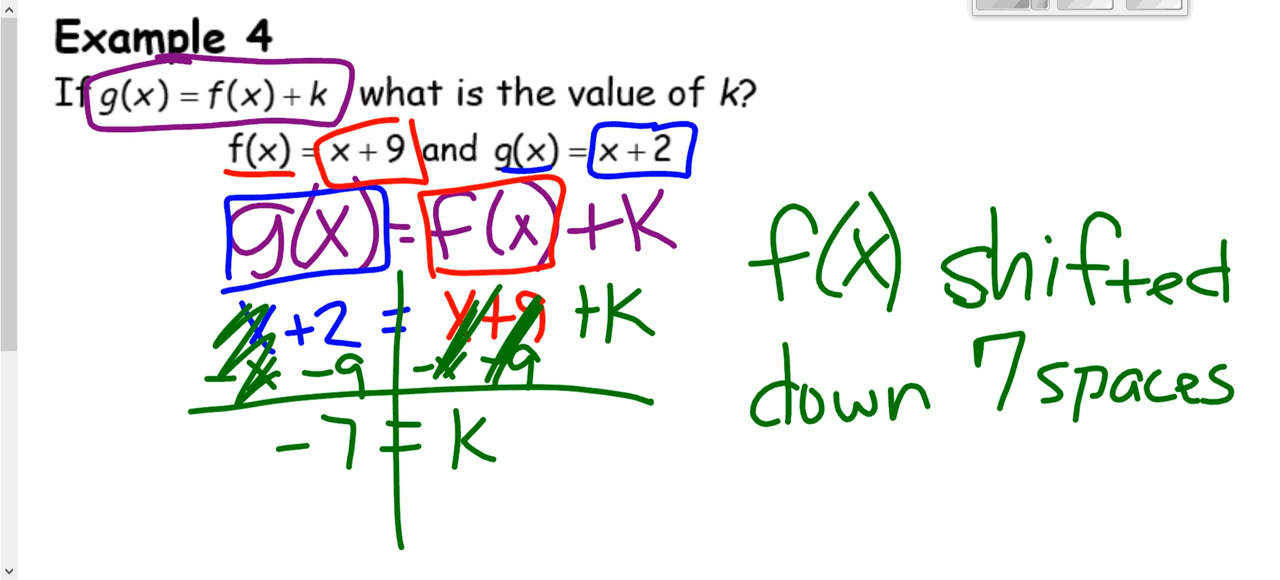 Example 4
If g(x) = f(x) + k what is the value of k?
f(x) = x + 9 and g(x) = x + 2
g(x) = f(x) + K
x + 2 = x + 9 + K
-x -9 -x -9
-7 = K
f(x) shifted
down 7 spaces